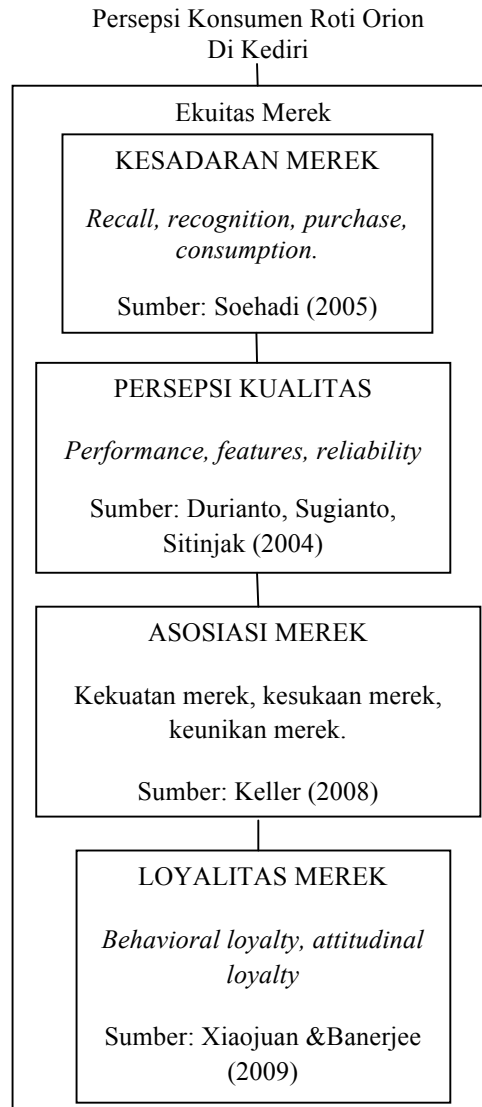 Persepsi Konsumen Roti Orion
Di Kediri
Ekuitas Merek
KESADARAN MEREK
Recall, recognition, purchase,
consumption.
Sumber: Soehadi (2005)
PERSEPSI KUALITAS
Performance, features, reliability
Sumber: Durianto, Sugianto,
Sitinjak (2004)
ASOSIASI MEREK
Kekuatan merek, kesukaan merek,
keunikan merek.
Sumber: Keller (2008)
LOYALITAS MEREK
Behavioral loyalty, attitudinal
loyalty
Sumber: Xiaojuan &Banerjee
(2009)